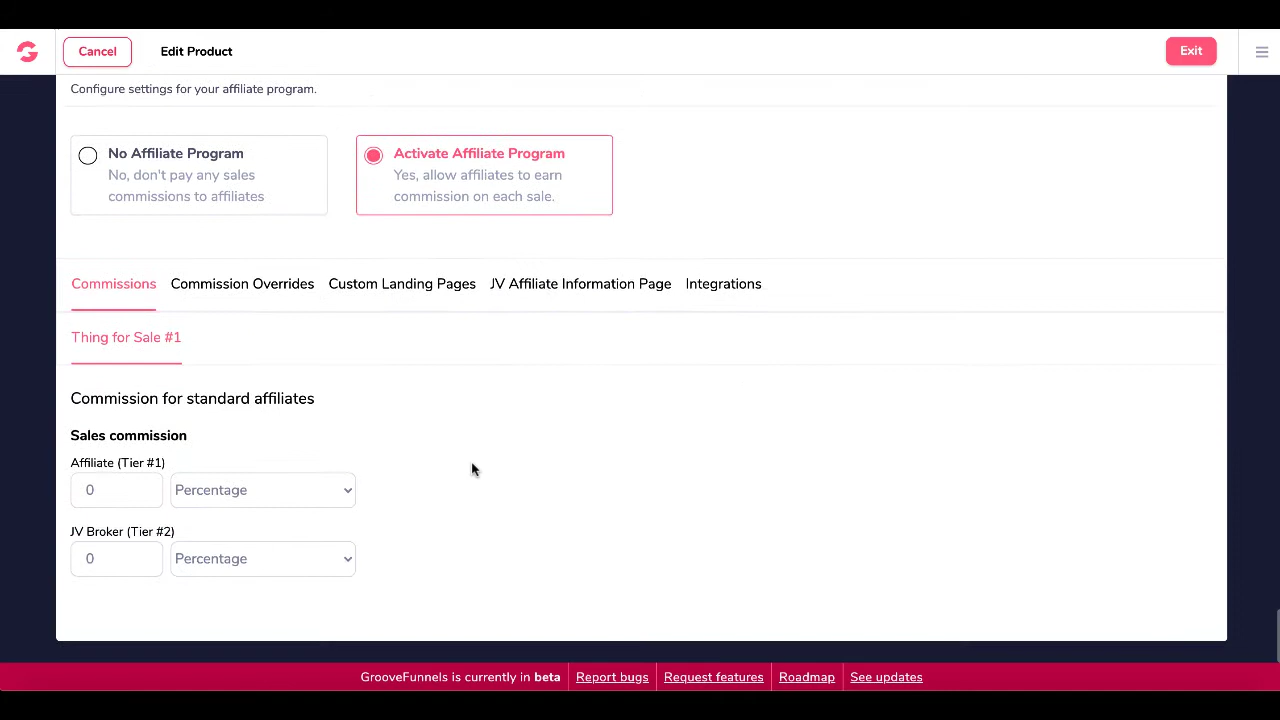 Cancel Edit Product Exit
Configure settings for your affiliate program.
No Affiliate Program
No, don't pay any sales
commissions to affiliates
Activate Affiliate Program
Yes, allow affiliates to earn
commission on each sale.
Commissions Commission Overrides Custom Landing Pages JV Affiliate Information Page Integrations
Thing for Sale #1
Commission for standard affiliates
Sales commission
Affiliate (Tier #1)
0 Percentage
JV Broker (Tier #2)
0 Percentage
GrooveFunnels is currently in beta Report bugs Request features Roadmap See updates